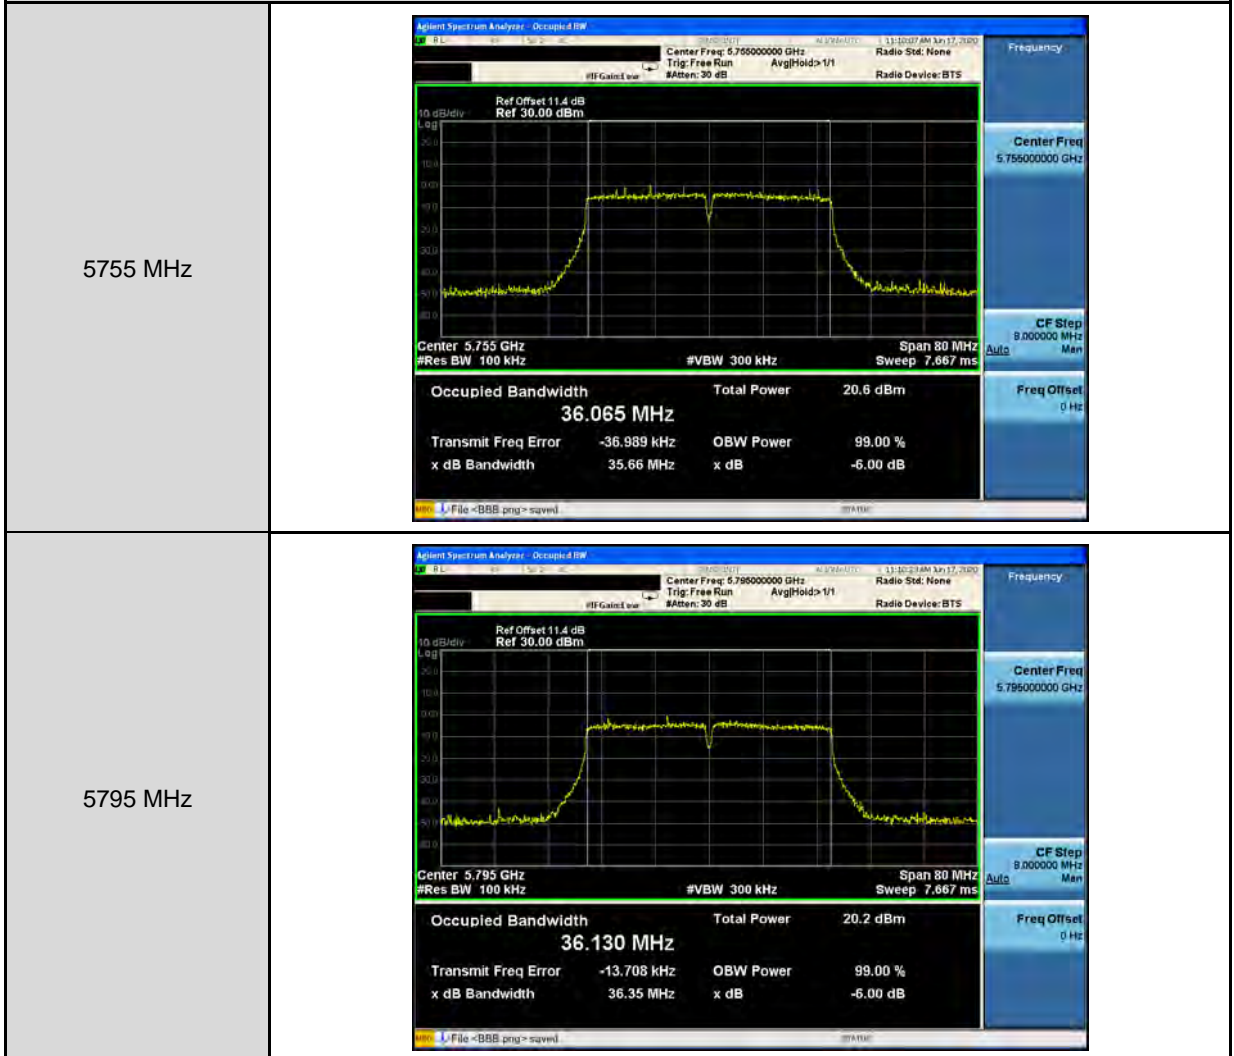 5755 MHz
Agilent Spectrum Analyzer - Occupied BW
Center Freq: 5.755000000 GHz
Radio Std: None
Trig: Free Run
Avg|Hold:>1/1
#IFGain:Low
#Atten: 30 dB
Radio Device: BTS
Ref Offset 11.4 dB
10 dB/div
Ref 30.00 dBm
Log
Center 5.755 GHz
Span 80 MHz
#Res BW 100 kHz
#VBW 300 kHz
Sweep 7.667 ms
Occupied Bandwidth
Total Power
20.6 dBm
36.065 MHz
Transmit Freq Error
-36.989 kHz
OBW Power
99.00 %
x dB Bandwidth
35.66 MHz
x dB
-6.00 dB
File <BBB.png> saved
Frequency
Center Freq
5.755000000 GHz
CF Step
8.000000 MHz
Auto
Man
Freq Offset
0 Hz
5795 MHz
Agilent Spectrum Analyzer - Occupied BW
Center Freq: 5.795000000 GHz
Radio Std: None
Trig: Free Run
Avg|Hold:>1/1
#IFGain:Low
#Atten: 30 dB
Radio Device: BTS
Ref Offset 11.4 dB
10 dB/div
Ref 30.00 dBm
Log
Center 5.795 GHz
Span 80 MHz
#Res BW 100 kHz
#VBW 300 kHz
Sweep 7.667 ms
Occupied Bandwidth
Total Power
20.2 dBm
36.130 MHz
Transmit Freq Error
-13.708 kHz
OBW Power
99.00 %
x dB Bandwidth
36.35 MHz
x dB
-6.00 dB
File <BBB.png> saved
Frequency
Center Freq
5.795000000 GHz
CF Step
8.000000 MHz
Auto
Man
Freq Offset
0 Hz